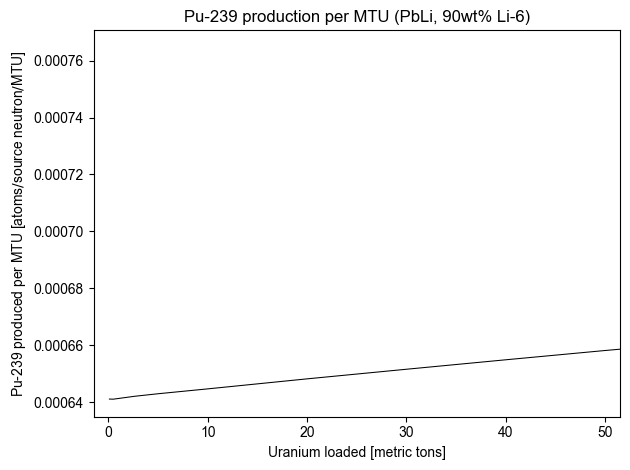 Pu-239 production per MTU (PbLi, 90wt% Li-6)
Pu-239 produced per MTU [atoms/source neutron/MTU]
0.00076
0.00074
0.00072
0.00070
0.00068
0.00066
0.00064
0 10 20 30 40 50
Uranium loaded [metric tons]